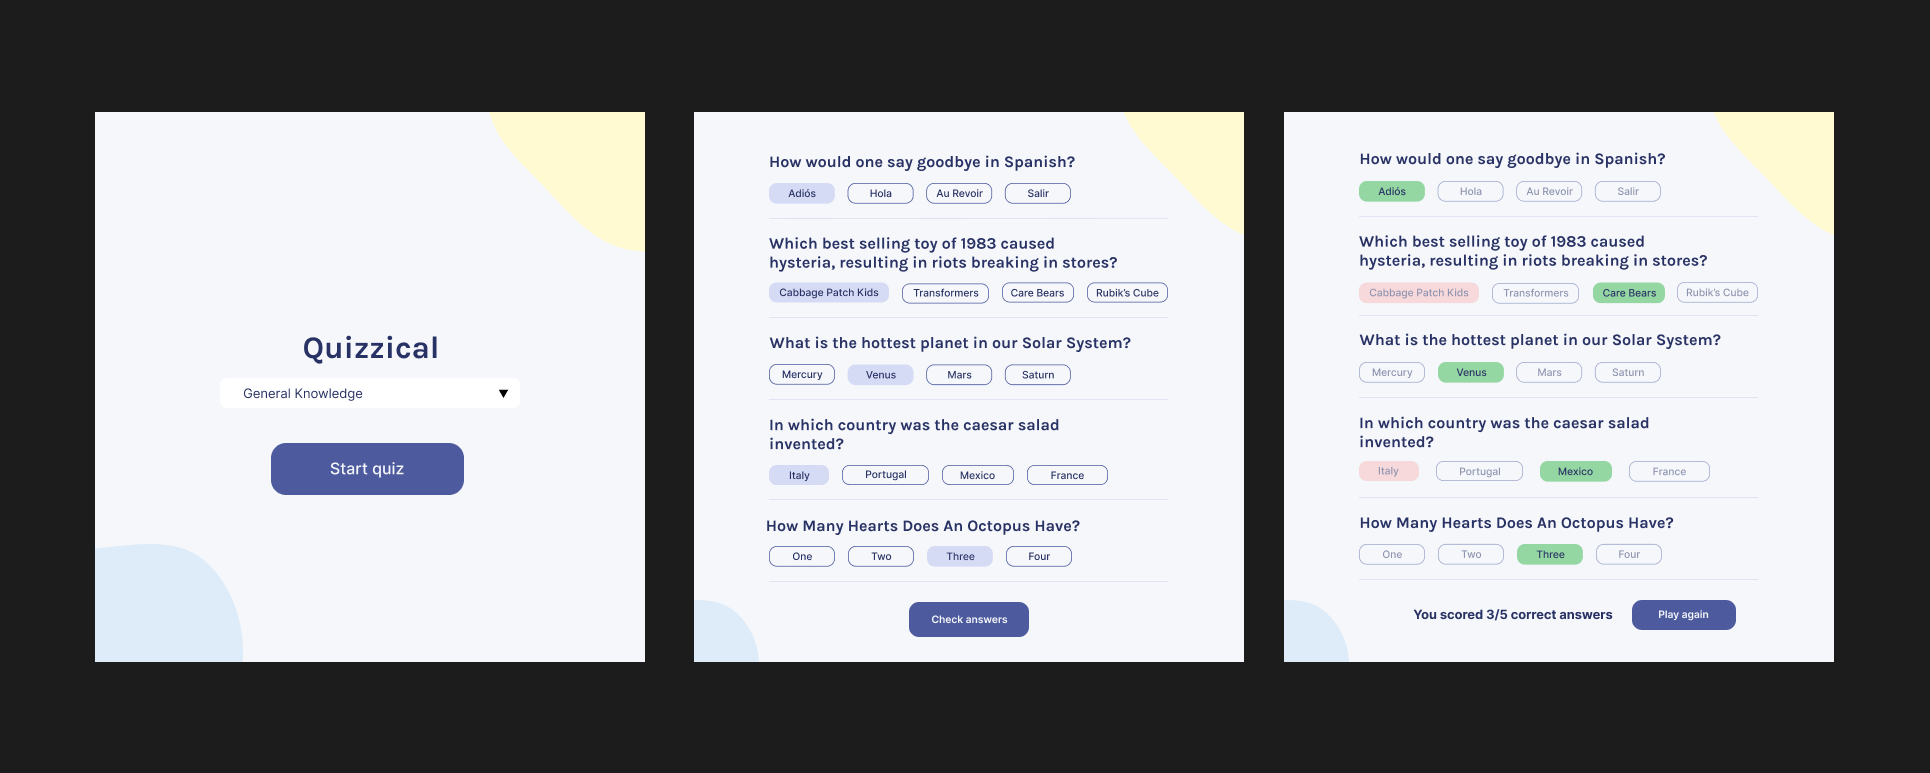 Quizzical
General Knowledge
Start quiz
How would one say goodbye in Spanish?
Adiós Hola Au Revoir Salir
Which best selling toy of 1983 caused
hysteria, resulting in riots breaking in stores?
Cabbage Patch Kids Transformers Care Bears Rubik's Cube
What is the hottest planet in our Solar System?
Mercury Venus Mars Saturn
In which country was the caesar salad
invented?
Italy Portugal Mexico France
How Many Hearts Does An Octopus Have?
One Two Three Four
Check answers
How would one say goodbye in Spanish?
Adiós Hola Au Revoir Salir
Which best selling toy of 1983 caused
hysteria, resulting in riots breaking in stores?
Cabbage Patch Kids Transformers Care Bears Rubik's Cube
What is the hottest planet in our Solar System?
Mercury Venus Mars Saturn
In which country was the caesar salad
invented?
Italy Portugal Mexico France
How Many Hearts Does An Octopus Have?
One Two Three Four
You scored 3/5 correct answers Play again